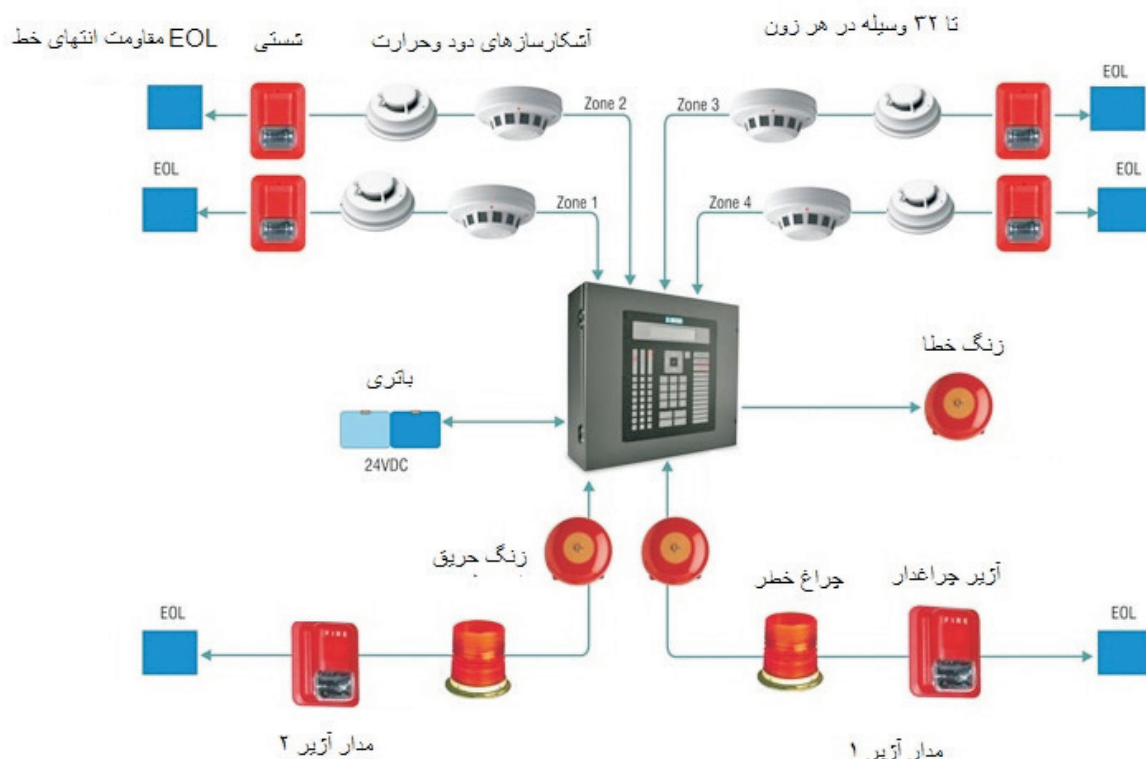 تا ۳۲ وسیله در هر زون
آشکارسازهای دود وحرارت
شستی
EOL مقاومت انتهای خط
EOL
Zone 2
Zone 3
EOL
EOL
Zone 1
Zone 4
زنگ خطا
باتری
24VDC
زنگ حریق
چراغ خطر
آژیر چراغدار
EOL
FIRE
FIRE
EOL
مدار آژیر ۲
مدار آژیر ۱